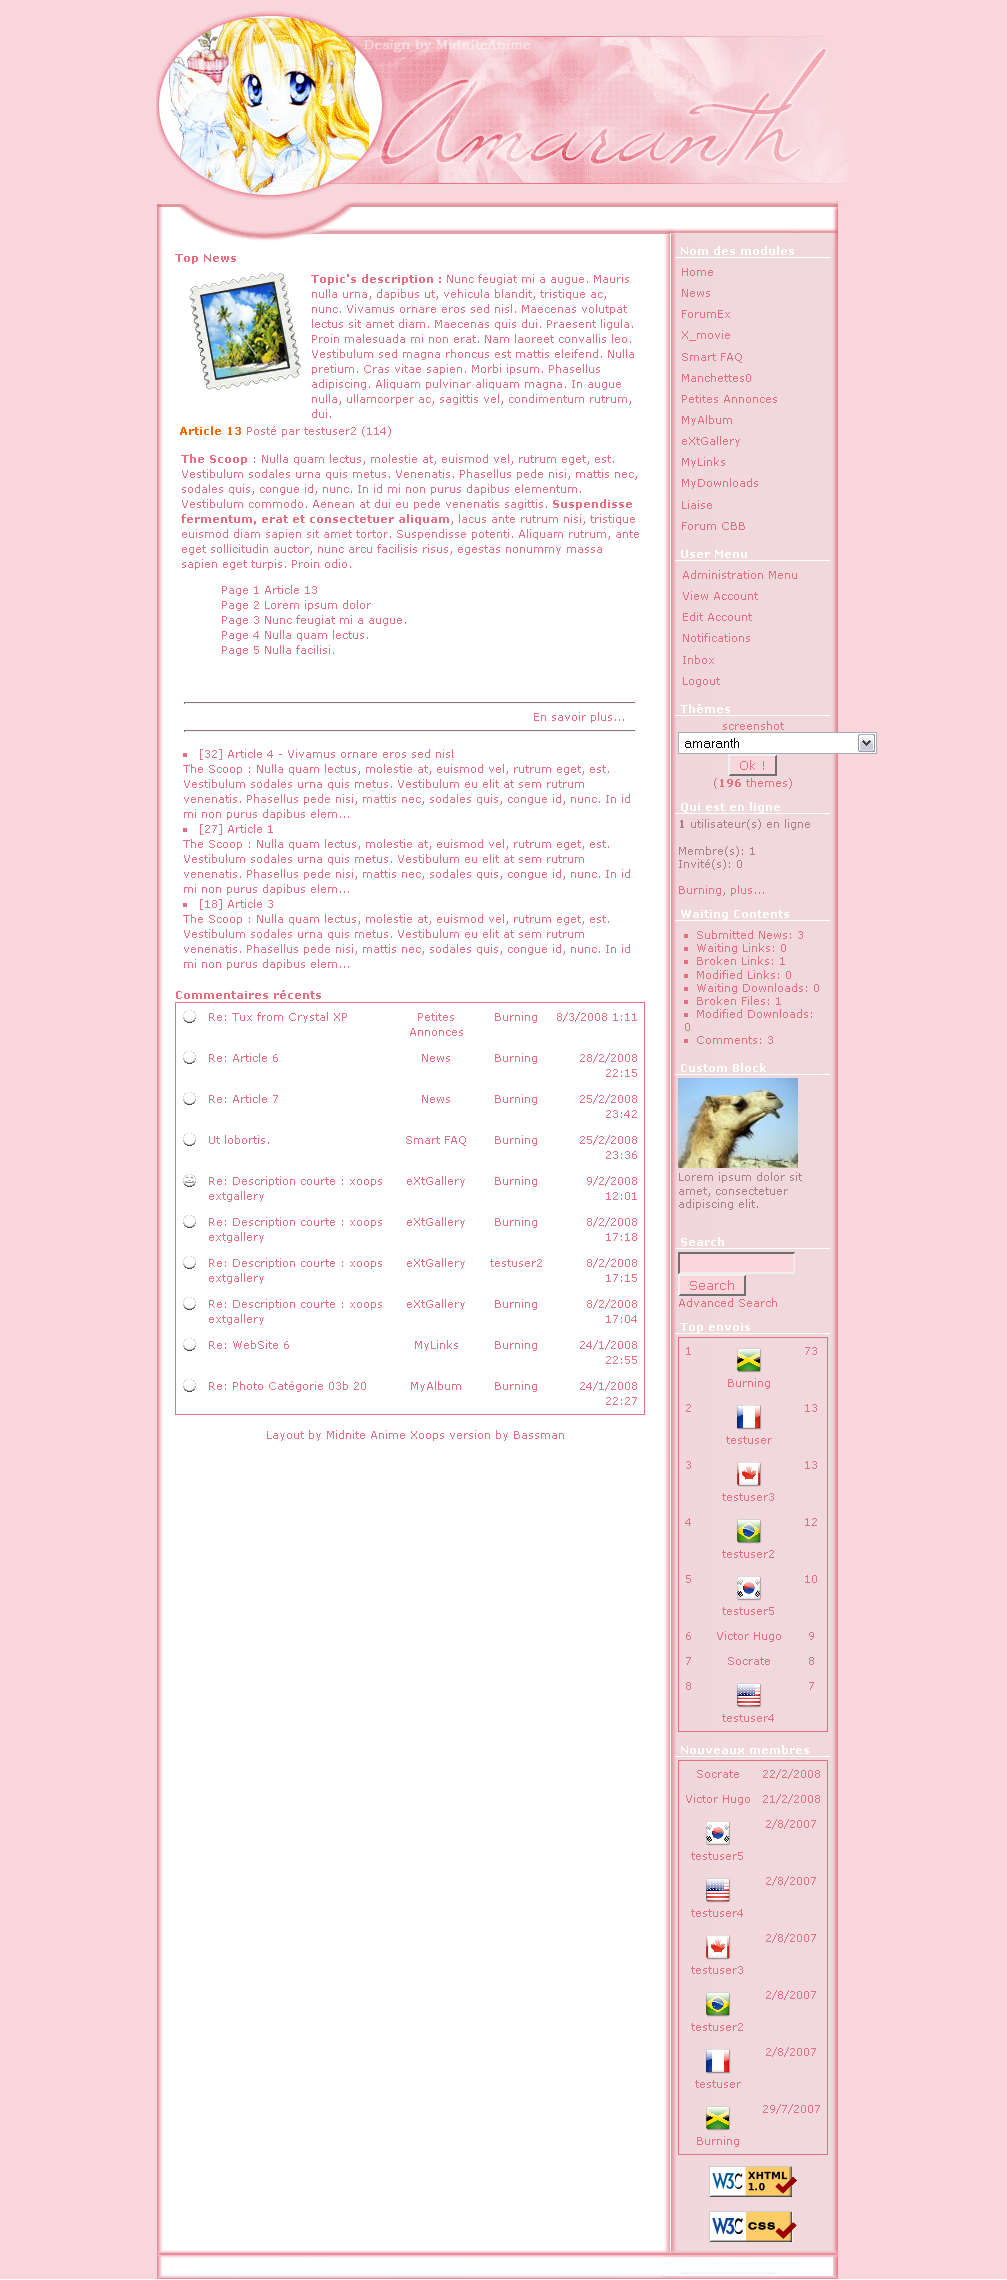 Design by MidniteAnime
Amaranth
Top News
Topic's description : Nunc feugiat mi a augue. Mauris
nulla urna, dapibus ut, vehicula blandit, tristique ac,
nunc. Vivamus ornare eros sed nisl. Maecenas volutpat
lectus sit amet diam. Maecenas quis dui. Praesent ligula.
Proin malesuada mi non erat. Nam laoreet convallis leo.
Vestibulum sed magna rhoncus est mattis eleifend. Nulla
pretium. Cras vitae sapien. Morbi ipsum. Phasellus
adipiscing. Aliquam pulvinar aliquam magna. In augue
nulla, ullamcorper ac, sagittis vel, condimentum rutrum,
dui.
Article 13 Posté par testuser2 (114)
The Scoop : Nulla quam lectus, molestie at, euismod vel, rutrum eget, est.
Vestibulum sodales urna quis metus. Venenatis. Phasellus pede nisi, mattis nec,
sodales quis, congue id, nunc. In id mi non purus dapibus elementum.
Vestibulum commodo. Aenean at dui eu pede venenatis sagittis. Suspendisse
fermentum, erat et consectetuer aliquam, lacus ante rutrum nisi, tristique
euismod diam sapien sit amet tortor. Suspendisse potenti. Aliquam rutrum, ante
eget sollicitudin auctor, nunc arcu facilisis risus, egestas nonummy massa
sapien eget turpis. Proin odio.
Page 1 Article 13
Page 2 Lorem ipsum dolor
Page 3 Nunc feugiat mi a augue.
Page 4 Nulla quam lectus.
Page 5 Nulla facilisi.
En savoir plus...
[32] Article 4 - Vivamus ornare eros sed nisl
The Scoop : Nulla quam lectus, molestie at, euismod vel, rutrum eget, est.
Vestibulum sodales urna quis metus. Vestibulum eu elit at sem rutrum
venenatis. Phasellus pede nisi, mattis nec, sodales quis, congue id, nunc. In id
mi non purus dapibus elem...
[27] Article 1
The Scoop : Nulla quam lectus, molestie at, euismod vel, rutrum eget, est.
Vestibulum sodales urna quis metus. Vestibulum eu elit at sem rutrum
venenatis. Phasellus pede nisi, mattis nec, sodales quis, congue id, nunc. In id
mi non purus dapibus elem...
[18] Article 3
The Scoop : Nulla quam lectus, molestie at, euismod vel, rutrum eget, est.
Vestibulum sodales urna quis metus. Vestibulum eu elit at sem rutrum
venenatis. Phasellus pede nisi, mattis nec, sodales quis, congue id, nunc. In id
mi non purus dapibus elem...
Commentaires récents
Re: Tux from Crystal XP Petites Burning 8/3/2008 1:11
Annonces
Re: Article 6 News Burning 28/2/2008
22:15
Re: Article 7 News Burning 25/2/2008
23:42
Ut lobortis. Smart FAQ Burning 25/2/2008
23:36
Re: Description courte : xoops eXtGallery Burning 9/2/2008
extgallery 12:01
Re: Description courte : xoops eXtGallery Burning 8/2/2008
extgallery 17:18
Re: Description courte : xoops eXtGallery testuser2 8/2/2008
extgallery 17:15
Re: Description courte : xoops eXtGallery Burning 8/2/2008
extgallery 17:04
Re: WebSite 6 MyLinks Burning 24/1/2008
22:55
Re: Photo Catégorie 03b 20 MyAlbum Burning 24/1/2008
22:27
Layout by Midnite Anime Xoops version by Bassman
Nom des modules
Home
News
ForumEx
X_movie
Smart FAQ
Manchettes0
Petites Annonces
MyAlbum
eXtGallery
MyLinks
MyDownloads
Liaise
Forum CBB
User Menu
Administration Menu
View Account
Edit Account
Notifications
Inbox
Logout
Thèmes
screenshot
amaranth
Ok !
(196 themes)
Qui est en ligne
1 utilisateur(s) en ligne
Membre(s): 1
Invité(s): 0
Burning, plus...
Waiting Contents
Submitted News: 3
Waiting Links: 0
Broken Links: 1
Modified Links: 0
Waiting Downloads: 0
Broken Files: 1
Modified Downloads:
0
Comments: 3
Custom Block
Lorem ipsum dolor sit
amet, consectetuer
adipiscing elit.
Search
Search
Advanced Search
Top envois
1 73
Burning
2 13
testuser
3 13
testuser3
4 12
testuser2
5 10
testuser5
6 Victor Hugo 9
7 Socrate 8
8 7
testuser4
Nouveaux membres
Socrate 22/2/2008
Victor Hugo 21/2/2008
2/8/2007
testuser5
2/8/2007
testuser4
2/8/2007
testuser3
2/8/2007
testuser2
2/8/2007
testuser
29/7/2007
Burning
W3C XHTML
1.0
W3C css